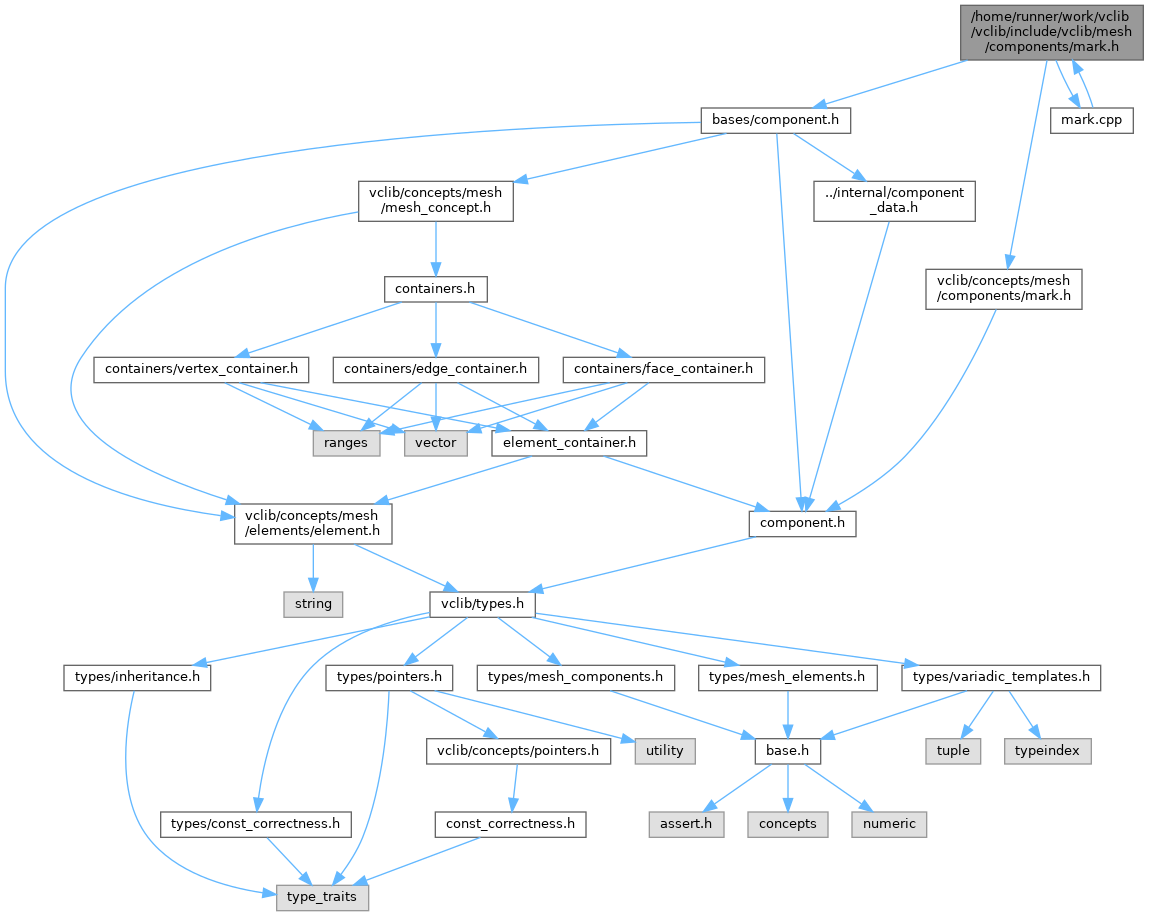 /home/runner/work/vclib
/vclib/include/vclib/mesh
/components/mark.h
bases/component.h
mark.cpp
vclib/concepts/mesh
/mesh_concept.h
../internal/component
_data.h
containers.h
vclib/concepts/mesh
/components/mark.h
containers/vertex_container.h
containers/edge_container.h
containers/face_container.h
ranges
vector
element_container.h
vclib/concepts/mesh
/elements/element.h
component.h
string
vclib/types.h
types/inheritance.h
types/pointers.h
types/mesh_components.h
types/mesh_elements.h
types/variadic_templates.h
vclib/concepts/pointers.h
utility
base.h
tuple
typeindex
types/const_correctness.h
const_correctness.h
assert.h
concepts
numeric
type_traits